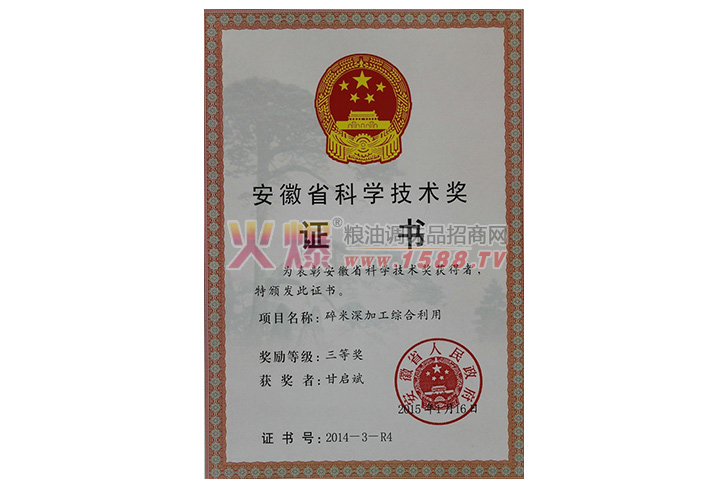 安徽省科学技术奖
证 书
火爆® 粮油调味品招商网
www.1588.TV
为表彰安徽省科学技术奖获得者，
特颁发此证书。
项目名称：碎米深加工综合利用
奖励等级：三等奖
获 奖 者：甘启斌
安徽省人民政府
2015年1月16日
证 书 号：2014－3－R4